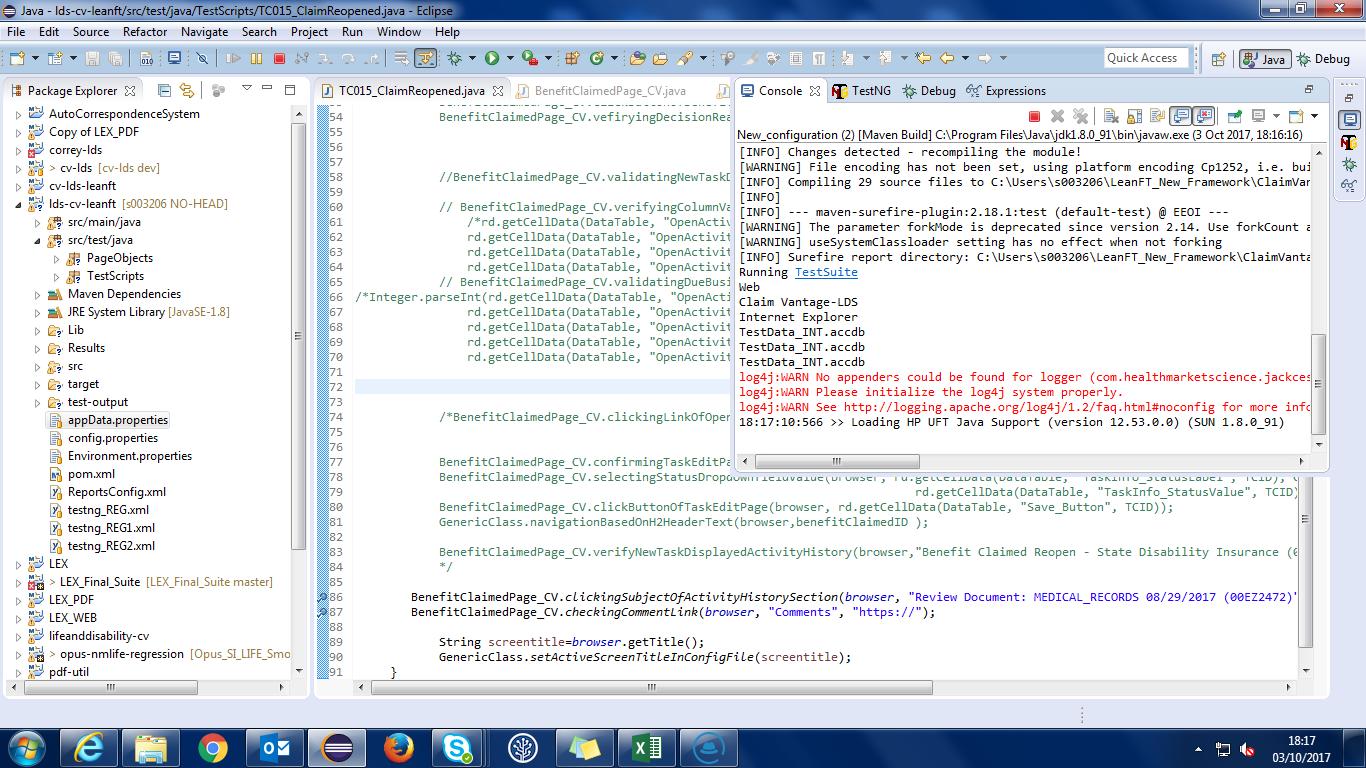 Java - lds-cv-leanft/src/test/java/TestScripts/TC015_ClaimReopened.java - Eclipse
File Edit Source Refactor Navigate Search Project Run Window Help
Quick Access
Java
Debug
Package Explorer
AutoCorrespondenceSystem
Copy of LEX_PDF
correy-lds
> cv-lds [cv-lds dev]
cv-lds-leanft
lds-cv-leanft [s003206 NO-HEAD]
src/main/java
src/test/java
PageObjects
TestScripts
Maven Dependencies
JRE System Library [JavaSE-1.8]
Lib
Results
src
target
test-output
appData.properties
config.properties
Environment.properties
pom.xml
ReportsConfig.xml
testng_REG.xml
testng_REG1.xml
testng_REG2.xml
LEX
> LEX_Final_Suite [LEX_Final_Suite master]
LEX_PDF
LEX_WEB
lifeanddisability-cv
> opus-nmlife-regression [Opus_SI_LIFE_Smo
pdf-util
TC015_ClaimReopened.java
BenefitClaimedPage_CV.java
54 BenefitClaimedPage_CV.vefiryingDecisionRea
55
56
57
58 //BenefitClaimedPage_CV.validatingNewTaskD
59
60 // BenefitClaimedPage_CV.verifyingColumnVa
61 /*rd.getCellData(DataTable, "OpenActivit
62 rd.getCellData(DataTable, "OpenActivit
63 rd.getCellData(DataTable, "OpenActivit
64 rd.getCellData(DataTable, "OpenActivit
65 // BenefitClaimedPage_CV.validatingDueBusi
66 /*Integer.parseInt(rd.getCellData(DataTable, "OpenActi
67 rd.getCellData(DataTable, "OpenActivit
68 rd.getCellData(DataTable, "OpenActivit
69 rd.getCellData(DataTable, "OpenActivit
70 rd.getCellData(DataTable, "OpenActivit
71
72
73
74 /*BenefitClaimedPage_CV.clickingLinkOfOper
75
76
77 BenefitClaimedPage_CV.confirmingTaskEditPa
78 BenefitClaimedPage_CV.selectingStatusDropdownFieldValue(browser, rd.getCellData(DataTable, "TaskInfo_StatusLabel", TCID), 
79 rd.getCellData(DataTable, "TaskInfo_StatusValue", TCID)
80 BenefitClaimedPage_CV.clickButtonOfTaskEditPage(browser, rd.getCellData(DataTable, "Save_Button", TCID));
81 GenericClass.navigationBasedOnH2HeaderText(browser,benefitClaimedID );
82
83 BenefitClaimedPage_CV.verifyNewTaskDisplayedActivityHistory(browser,"Benefit Claimed Reopen - State Disability Insurance (0
84 */
85
86 BenefitClaimedPage_CV.clickingSubjectOfActivityHistorySection(browser, "Review Document: MEDICAL_RECORDS 08/29/2017 (00EZ2472)"
87 BenefitClaimedPage_CV.checkingCommentLink(browser, "Comments", "https://");
88
89 String screentitle=browser.getTitle();
90 GenericClass.setActiveScreenTitleInConfigFile(screentitle);
91 }
Console
TestNG
Debug
Expressions
New_configuration (2) [Maven Build] C:\Program Files\Java\jdk1.8.0_91\bin\javaw.exe (3 Oct 2017, 18:16:16)
[INFO] Changes detected - recompiling the module!
[WARNING] File encoding has not been set, using platform encoding Cp1252, i.e. bui
[INFO] Compiling 29 source files to C:\Users\s003206\LeanFT_New_Framework\ClaimVan
[INFO]
[INFO] --- maven-surefire-plugin:2.18.1:test (default-test) @ EEOI ---
[WARNING] The parameter forkMode is deprecated since version 2.14. Use forkCount a
[WARNING] useSystemClassloader setting has no effect when not forking
[INFO] Surefire report directory: C:\Users\s003206\LeanFT_New_Framework\ClaimVanta
Running TestSuite
Web
Claim Vantage-LDS
Internet Explorer
TestData_INT.accdb
TestData_INT.accdb
TestData_INT.accdb
log4j:WARN No appenders could be found for logger (com.healthmarketscience.jackces
log4j:WARN Please initialize the log4j system properly.
log4j:WARN See http://logging.apache.org/log4j/1.2/faq.html#noconfig for more info
18:17:10:566 >> Loading HP UFT Java Support (version 12.53.0.0) (SUN 1.8.0_91)
18:17
03/10/2017